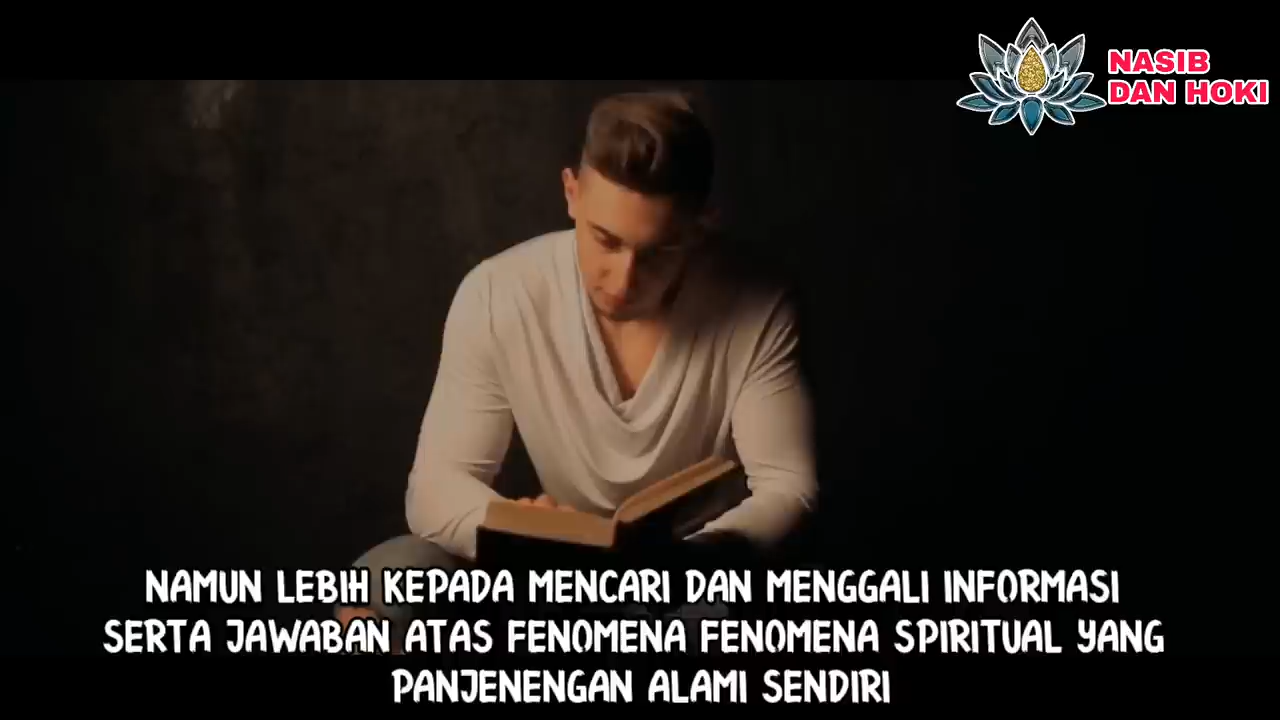 NASIB
DAN HOKI
NAMUN LEBIH KEPADA MENCARI DAN MENGGALI INFORMASI
SERTA JAWABAN ATAS FENOMENA FENOMENA SPIRITUAL YANG
PANJENENGAN ALAMI SENDIRI